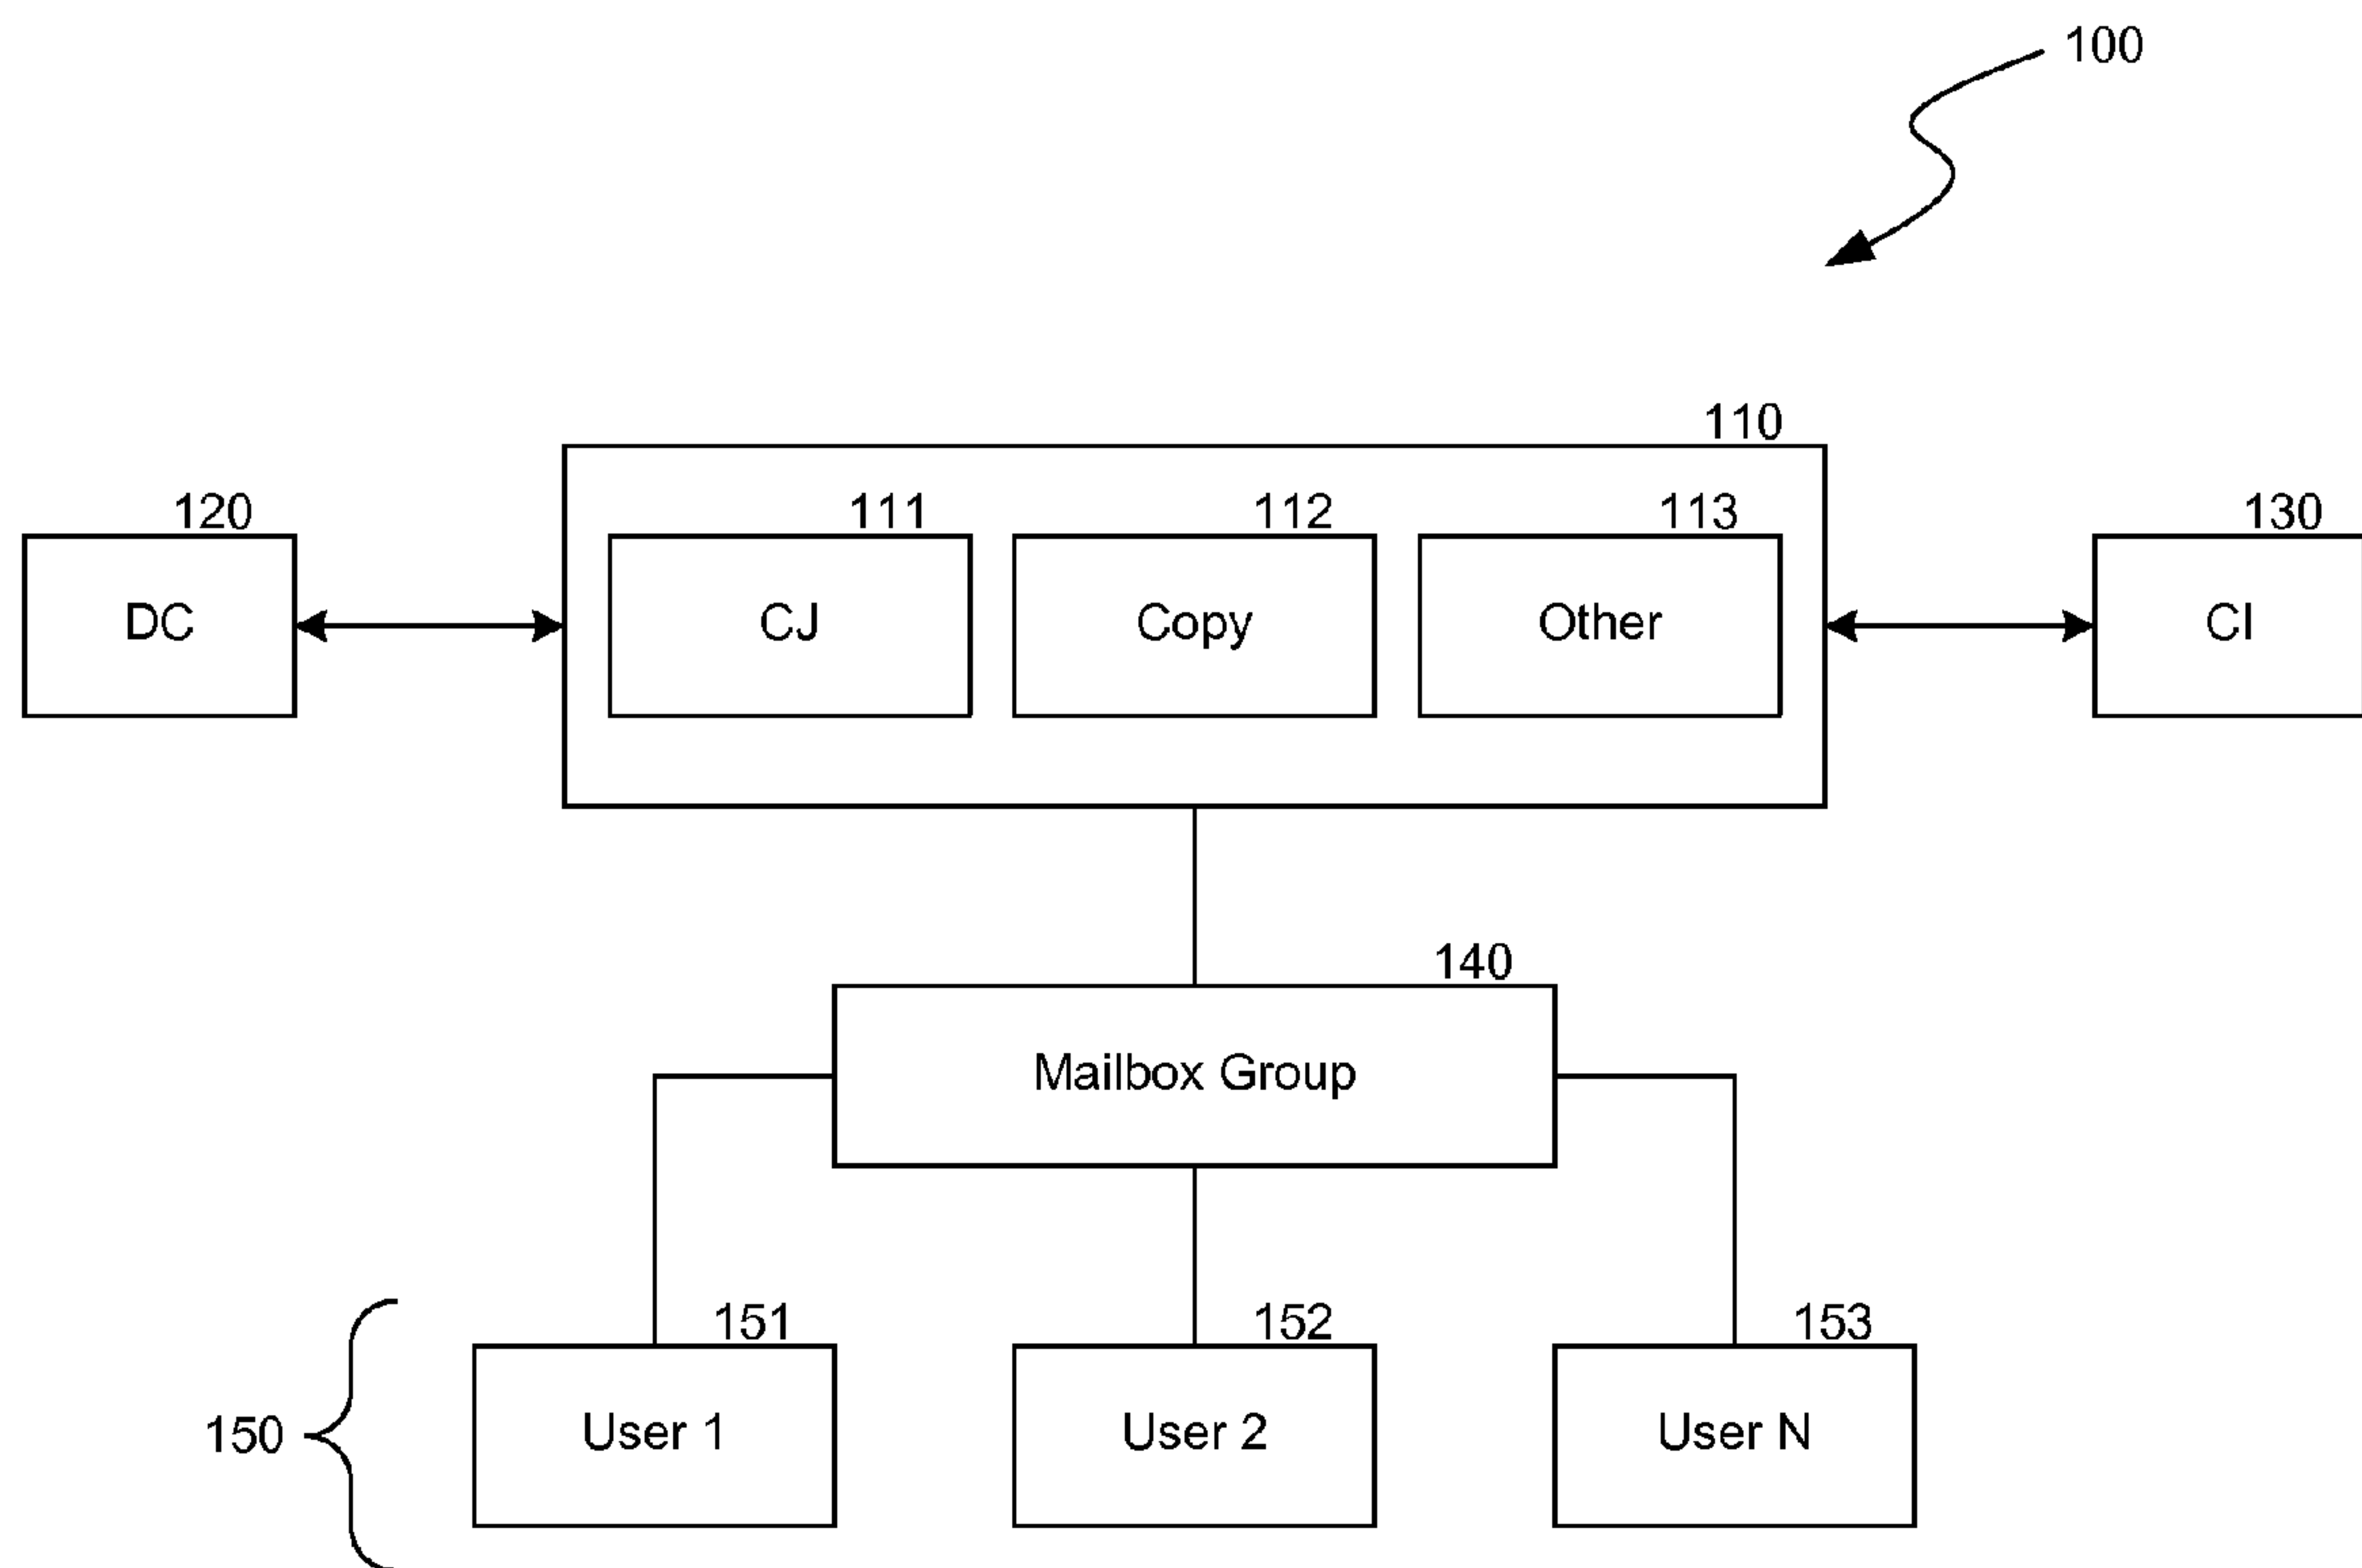 100
110
120
111
112
113
130
DC
CJ
Copy
Other
CI
140
Mailbox Group
151
152
153
150
User 1
User 2
User N